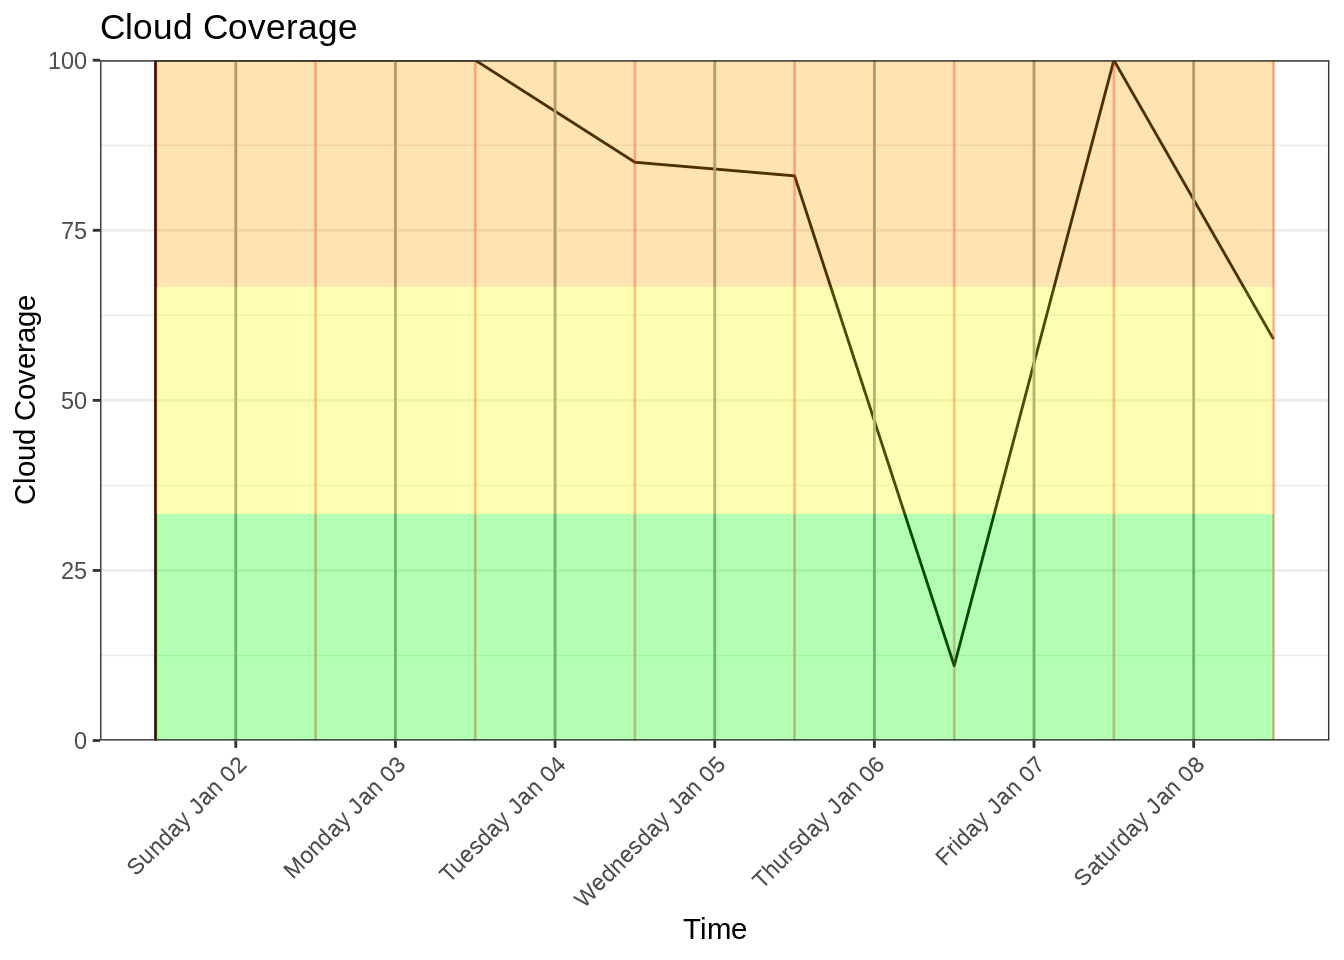 Cloud Coverage
100
75
50
25
0
Cloud Coverage
Sunday Jan 02
Monday Jan 03
Tuesday Jan 04
Wednesday Jan 05
Thursday Jan 06
Friday Jan 07
Saturday Jan 08
Time